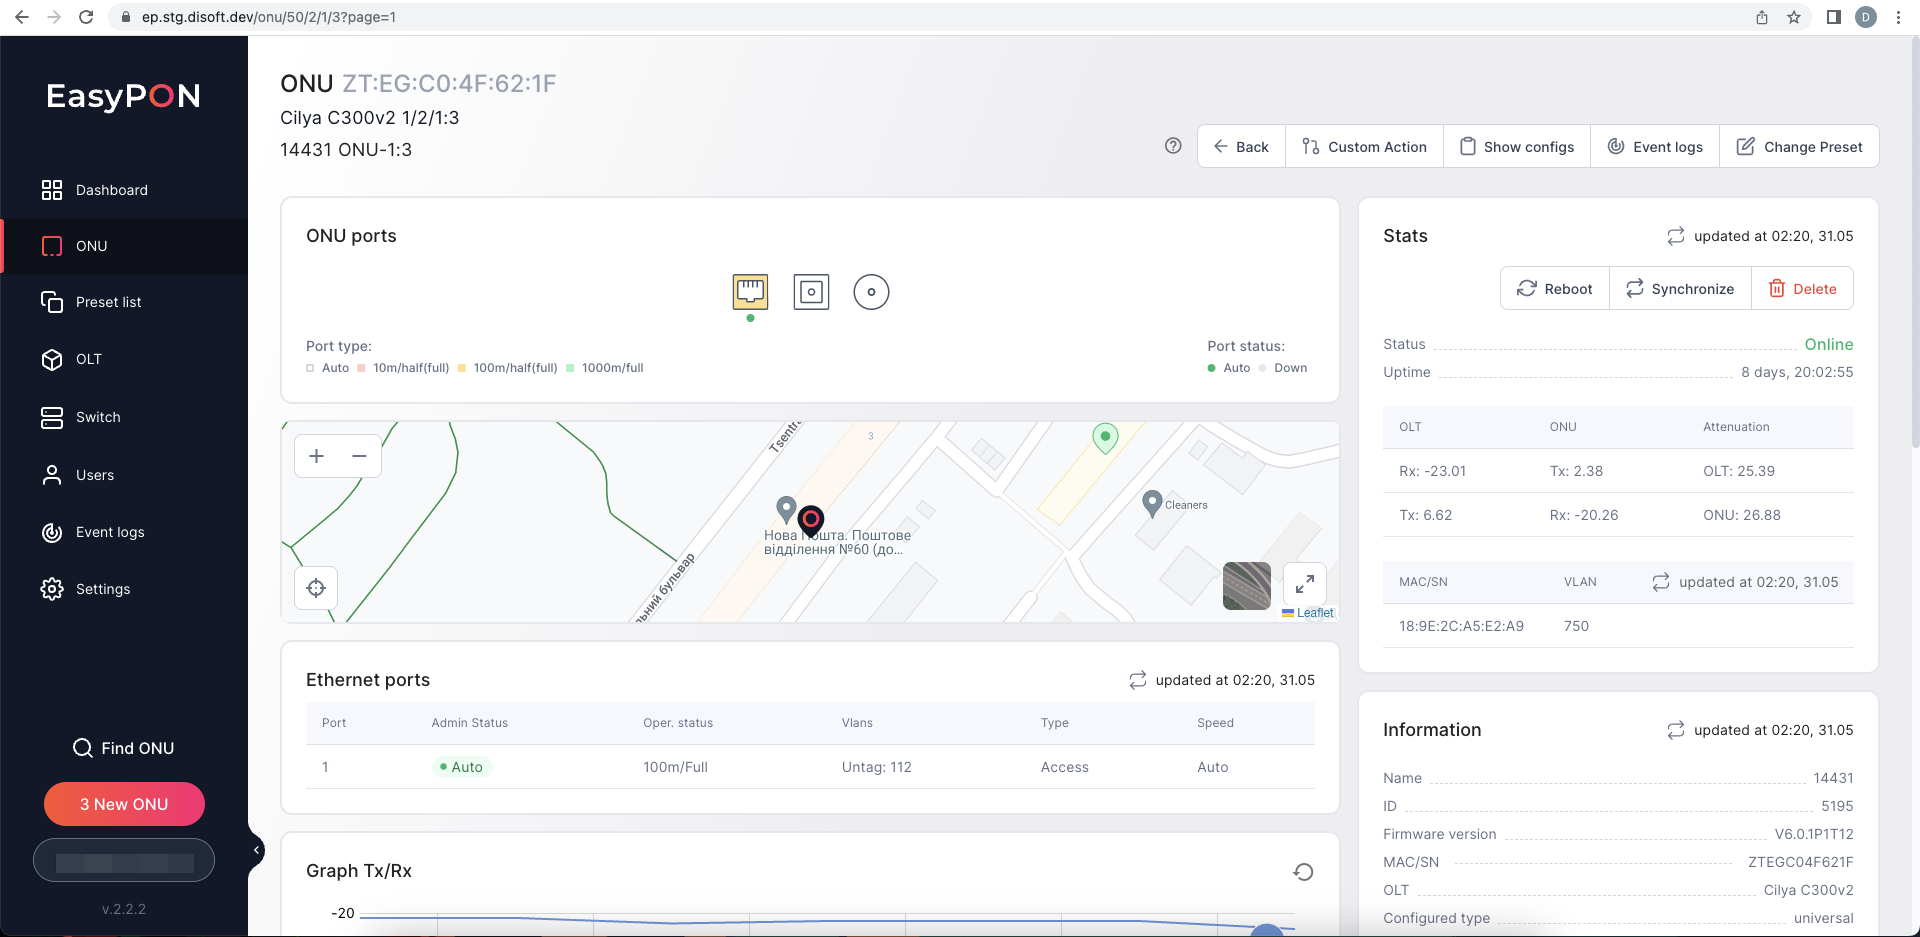 ep.stg.disoft.dev/onu/50/2/1/3?page=1
D
EasyPON
Dashboard
ONU
Preset list
OLT
Switch
Users
Event logs
Settings
Find ONU
3 New ONU
v.2.2.2
ONU ZT:EG:C0:4F:62:1F
Cilya C300v2 1/2/1:3
14431 ONU-1:3
Back
Custom Action
Show configs
Event logs
Change Preset
ONU ports
Port type:
Auto 10m/half(full) 100m/half(full) 1000m/full
Port status:
Auto Down
+ −
Tsentra
3
Нова Пошта. Поштове
відділення №60 (до...
льний бульвар
Cleaners
Leaflet
Ethernet ports
updated at 02:20, 31.05
Port Admin Status Oper. status Vlans Type Speed
1 Auto 100m/Full Untag: 112 Access Auto
Graph Tx/Rx
-20
Stats
updated at 02:20, 31.05
Reboot
Synchronize
Delete
Status Online
Uptime 8 days, 20:02:55
OLT ONU Attenuation
Rx: -23.01 Tx: 2.38 OLT: 25.39
Tx: 6.62 Rx: -20.26 ONU: 26.88
MAC/SN VLAN updated at 02:20, 31.05
18:9E:2C:A5:E2:A9 750
Information
updated at 02:20, 31.05
Name 14431
ID 5195
Firmware version V6.0.1P1T12
MAC/SN ZTEGC04F621F
OLT Cilya C300v2
Configured type universal